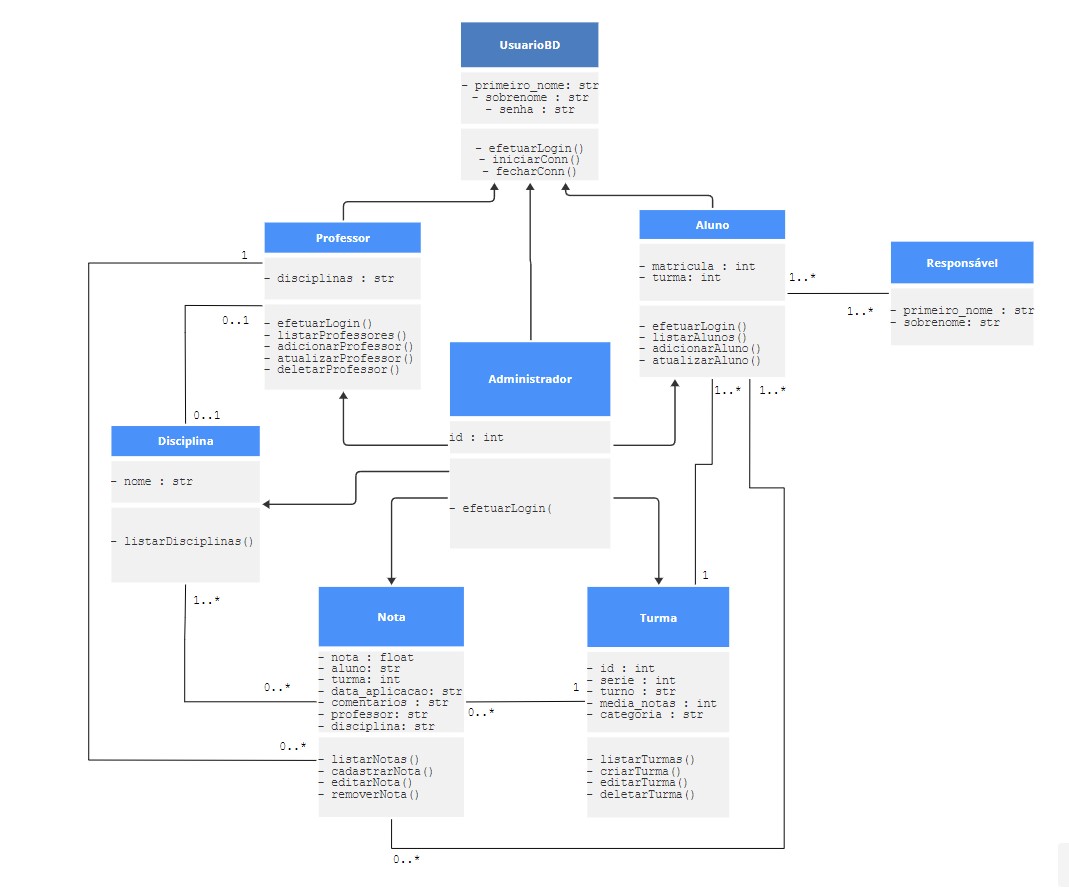 UsuarioBD
- primeiro_nome: str
- sobrenome : str
- senha : str
- efetuarLogin()
- iniciarConn()
- fecharConn()
Professor
- disciplinas : str
- efetuarLogin()
- listarProfessores()
- adicionarProfessor()
- atualizarProfessor()
- deletarProfessor()
Aluno
- matricula : int
- turma: int
- efetuarLogin()
- listarAlunos()
- adicionarAluno()
- atualizarAluno()
Responsável
- primeiro_nome : str
- sobrenome: str
1
0..1
1..*
1..*
Administrador
id : int
- efetuarLogin(
1..*
1..*
0..1
Disciplina
- nome : str
- listarDisciplinas()
1..*
1
Nota
- nota : float
- aluno: str
- turma: int
- data_aplicacao: str
- comentarios : str
- professor: str
- disciplina: str
- listarNotas()
- cadastrarNota()
- editarNota()
- removerNota()
Turma
- id : int
- serie : int
- turno : str
- media_notas : int
- categoria : str
- listarTurmas()
- criarTurma()
- editarTurma()
- deletarTurma()
0..*
0..*
1
0..*
0..*